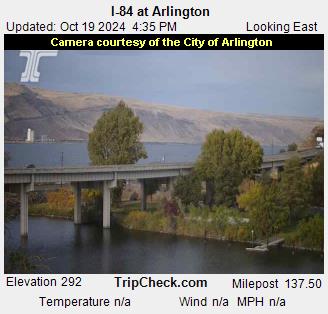 I-84 at Arlington
Updated: Oct 19 2024 4:35 PM Looking East
Camera courtesy of the City of Arlington
Elevation 292 TripCheck.com Milepost 137.50
Temperature n/a Wind n/a MPH n/a